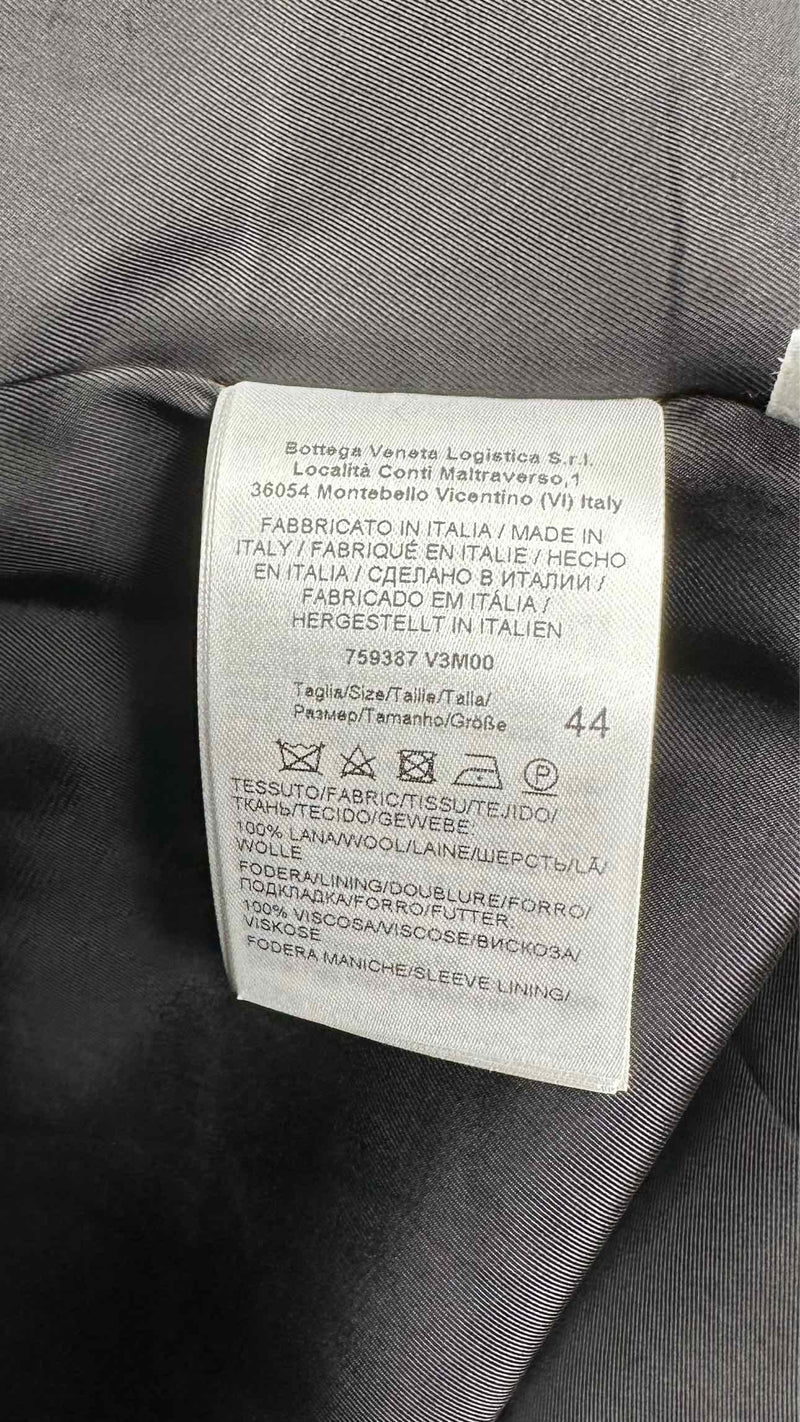 Bottega Veneta Logistica S.r.l.
Località Conti Maltraverso,1
36054 Montebello Vicentino (VI) Italy
FABBRICATO IN ITALIA / MADE IN
ITALY / FABRIQUÉ EN ITALIE / HECHO
EN ITALIA / СДЕЛАНО В ИТАЛИИ /
FABRICADO EM ITÁLIA /
HERGESTELLT IN ITALIEN
759387 V3M00
Taglia/Size/Taille/Talla/
Размер/Tamanho/Größe 44
P
TESSUTO/FABRIC/TISSU/TEJIDO/
ТКАНЬ/TECIDO/GEWEBE:
100% LANA/WOOL/LAINE/ШЕРСТЬ/LÃ/
WOLLE
FODERA/LINING/DOUBLURE/FORRO/
ПОДКЛАДКА/FORRO/FUTTER:
100% VISCOSA/VISCOSE/ВИСКОЗА/
VISKOSE
FODERA MANICHE/SLEEVE LINING/